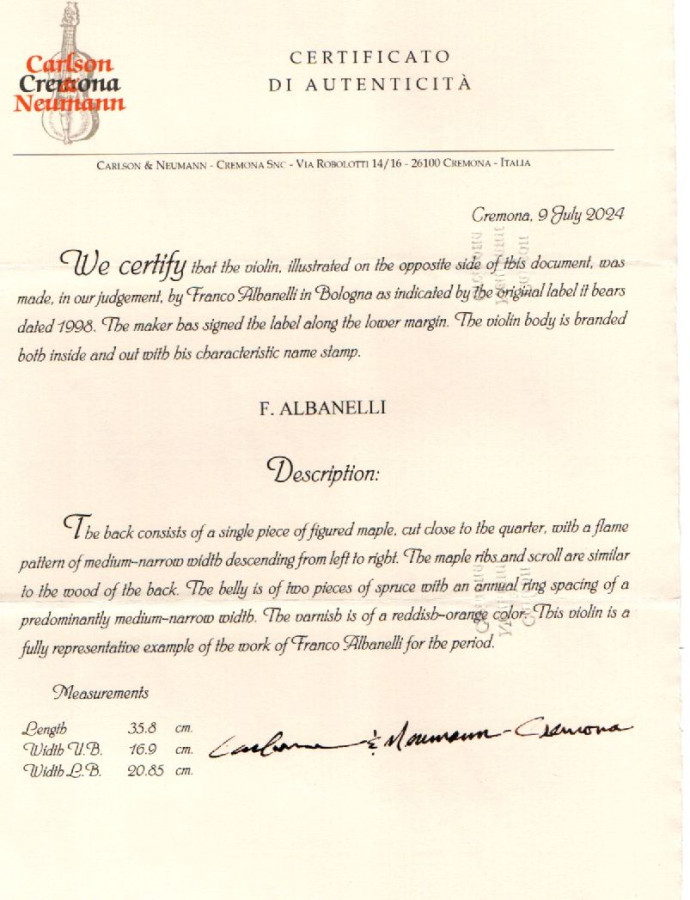 Carlson
Cremona
Neumann
CERTIFICATO
DI AUTENTICITÀ
CARLSON & NEUMANN - CREMONA SNC - VIA ROBOLOTTI 14/16 - 26100 CREMONA - ITALIA
Cremona, 9 July 2024
We certify that the violin, illustrated on the opposite side of this document, was
made, in our judgement, by Franco Albanelli in Bologna as indicated by the original label it bears
dated 1998. The maker has signed the label along the lower margin. The violin body is branded
both inside and out with his characteristic name stamp.
F. ALBANELLI
Description:
The back consists of a single piece of figured maple, cut close to the quarter, with a flame
pattern of medium-narrow width descending from left to right. The maple ribs and scroll are similar
to the wood of the back. The belly is of two pieces of spruce with an annual ring spacing of a
predominantly medium-narrow width. The varnish is of a reddish-orange color. This violin is a
fully representative example of the work of Franco Albanelli for the period.
Measurements
Length 35.8 cm.
Width U.B. 16.9 cm.
Width L.B. 20.85 cm.
Carlson & Neumann - Cremona